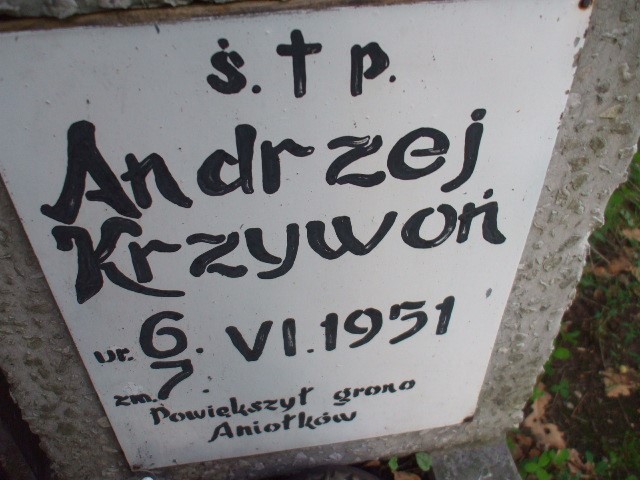 ś. † p.
Andrzej
Krzywoń
ur. 6. VI. 1951
zm. 7.
Powiększył grono
Aniołków